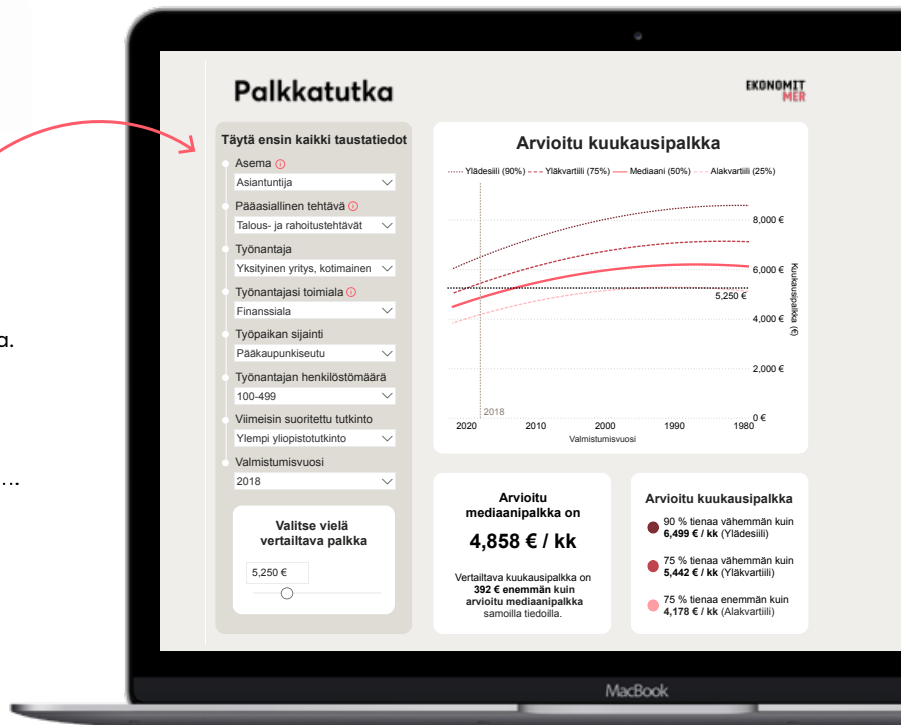 Palkkatutka
EKONOMIT
MER
Täytä ensin kaikki taustatiedot
Asema
Asiantuntija
Pääasiallinen tehtävä
Talous- ja rahoitustehtävät
Työnantaja
Yksityinen yritys, kotimainen
Työnantajasi toimiala
Finanssiala
Työpaikan sijainti
Pääkaupunkiseutu
Työnantajan henkilöstömäärä
100-499
Viimeisin suoritettu tutkinto
Ylempi yliopistotutkinto
Valmistumisvuosi
2018
Valitse vielä
vertailtava palkka
5,250 €
a.
….
Arvioitu kuukausipalkka
Ylädesiili (90%) Yläkvartiili (75%) Mediaani (50%) Alakvartiili (25%)
8,000 €
6,000 €
5,250 €
4,000 €
2,000 €
0 €
Kuukausipalkka (€)
2018
2020 2010 2000 1990 1980
Valmistumisvuosi
Arvioitu
mediaanipalkka on
4,858 € / kk
Vertailtava kuukausipalkka on
392 € enemmän kuin
arvioitu mediaanipalkka
samoilla tiedoilla.
Arvioitu kuukausipalkka
90 % tienaa vähemmän kuin
6,499 € / kk (Ylädesiili)
75 % tienaa vähemmän kuin
5,442 € / kk (Yläkvartiili)
75 % tienaa enemmän kuin
4,178 € / kk (Alakvartiili)
MacBook